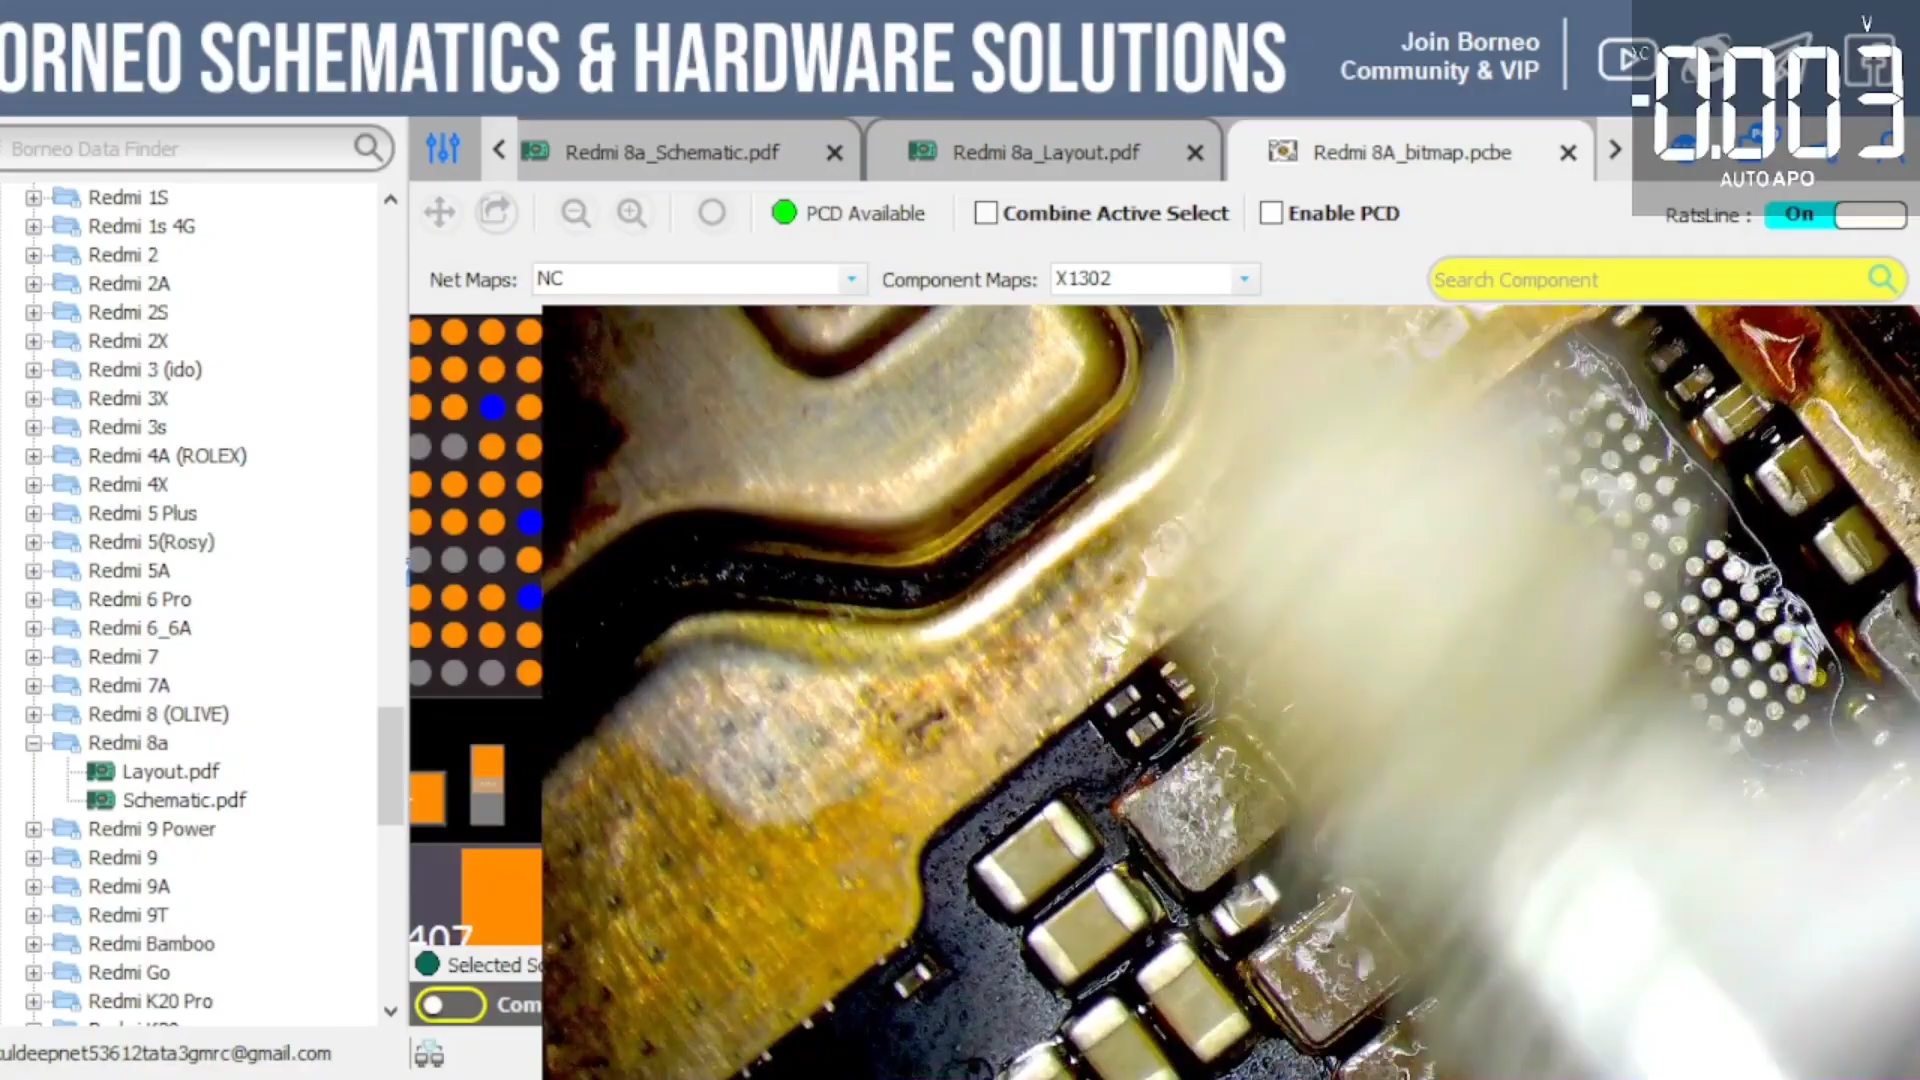 ORNEO SCHEMATICS & HARDWARE SOLUTIONS
Join Borneo
Community & VIP
V
-0.003
AUTO APO
Borneo Data Finder
Redmi 8a_Schematic.pdf
Redmi 8a_Layout.pdf
Redmi 8A_bitmap.pcbe
PCD Available
Combine Active Select
Enable PCD
RatsLine :
On
Net Maps:
NC
Component Maps:
X1302
Search Component
Redmi 1S
Redmi 1s 4G
Redmi 2
Redmi 2A
Redmi 2S
Redmi 2X
Redmi 3 (ido)
Redmi 3X
Redmi 3s
Redmi 4A (ROLEX)
Redmi 4X
Redmi 5 Plus
Redmi 5(Rosy)
Redmi 5A
Redmi 6 Pro
Redmi 6_6A
Redmi 7
Redmi 7A
Redmi 8 (OLIVE)
Redmi 8a
Layout.pdf
Schematic.pdf
Redmi 9 Power
Redmi 9
Redmi 9A
Redmi 9T
Redmi Bamboo
Redmi Go
Redmi K20 Pro
407
Selected Sc
Com
uldeepnet53612tata3gmrc@gmail.com